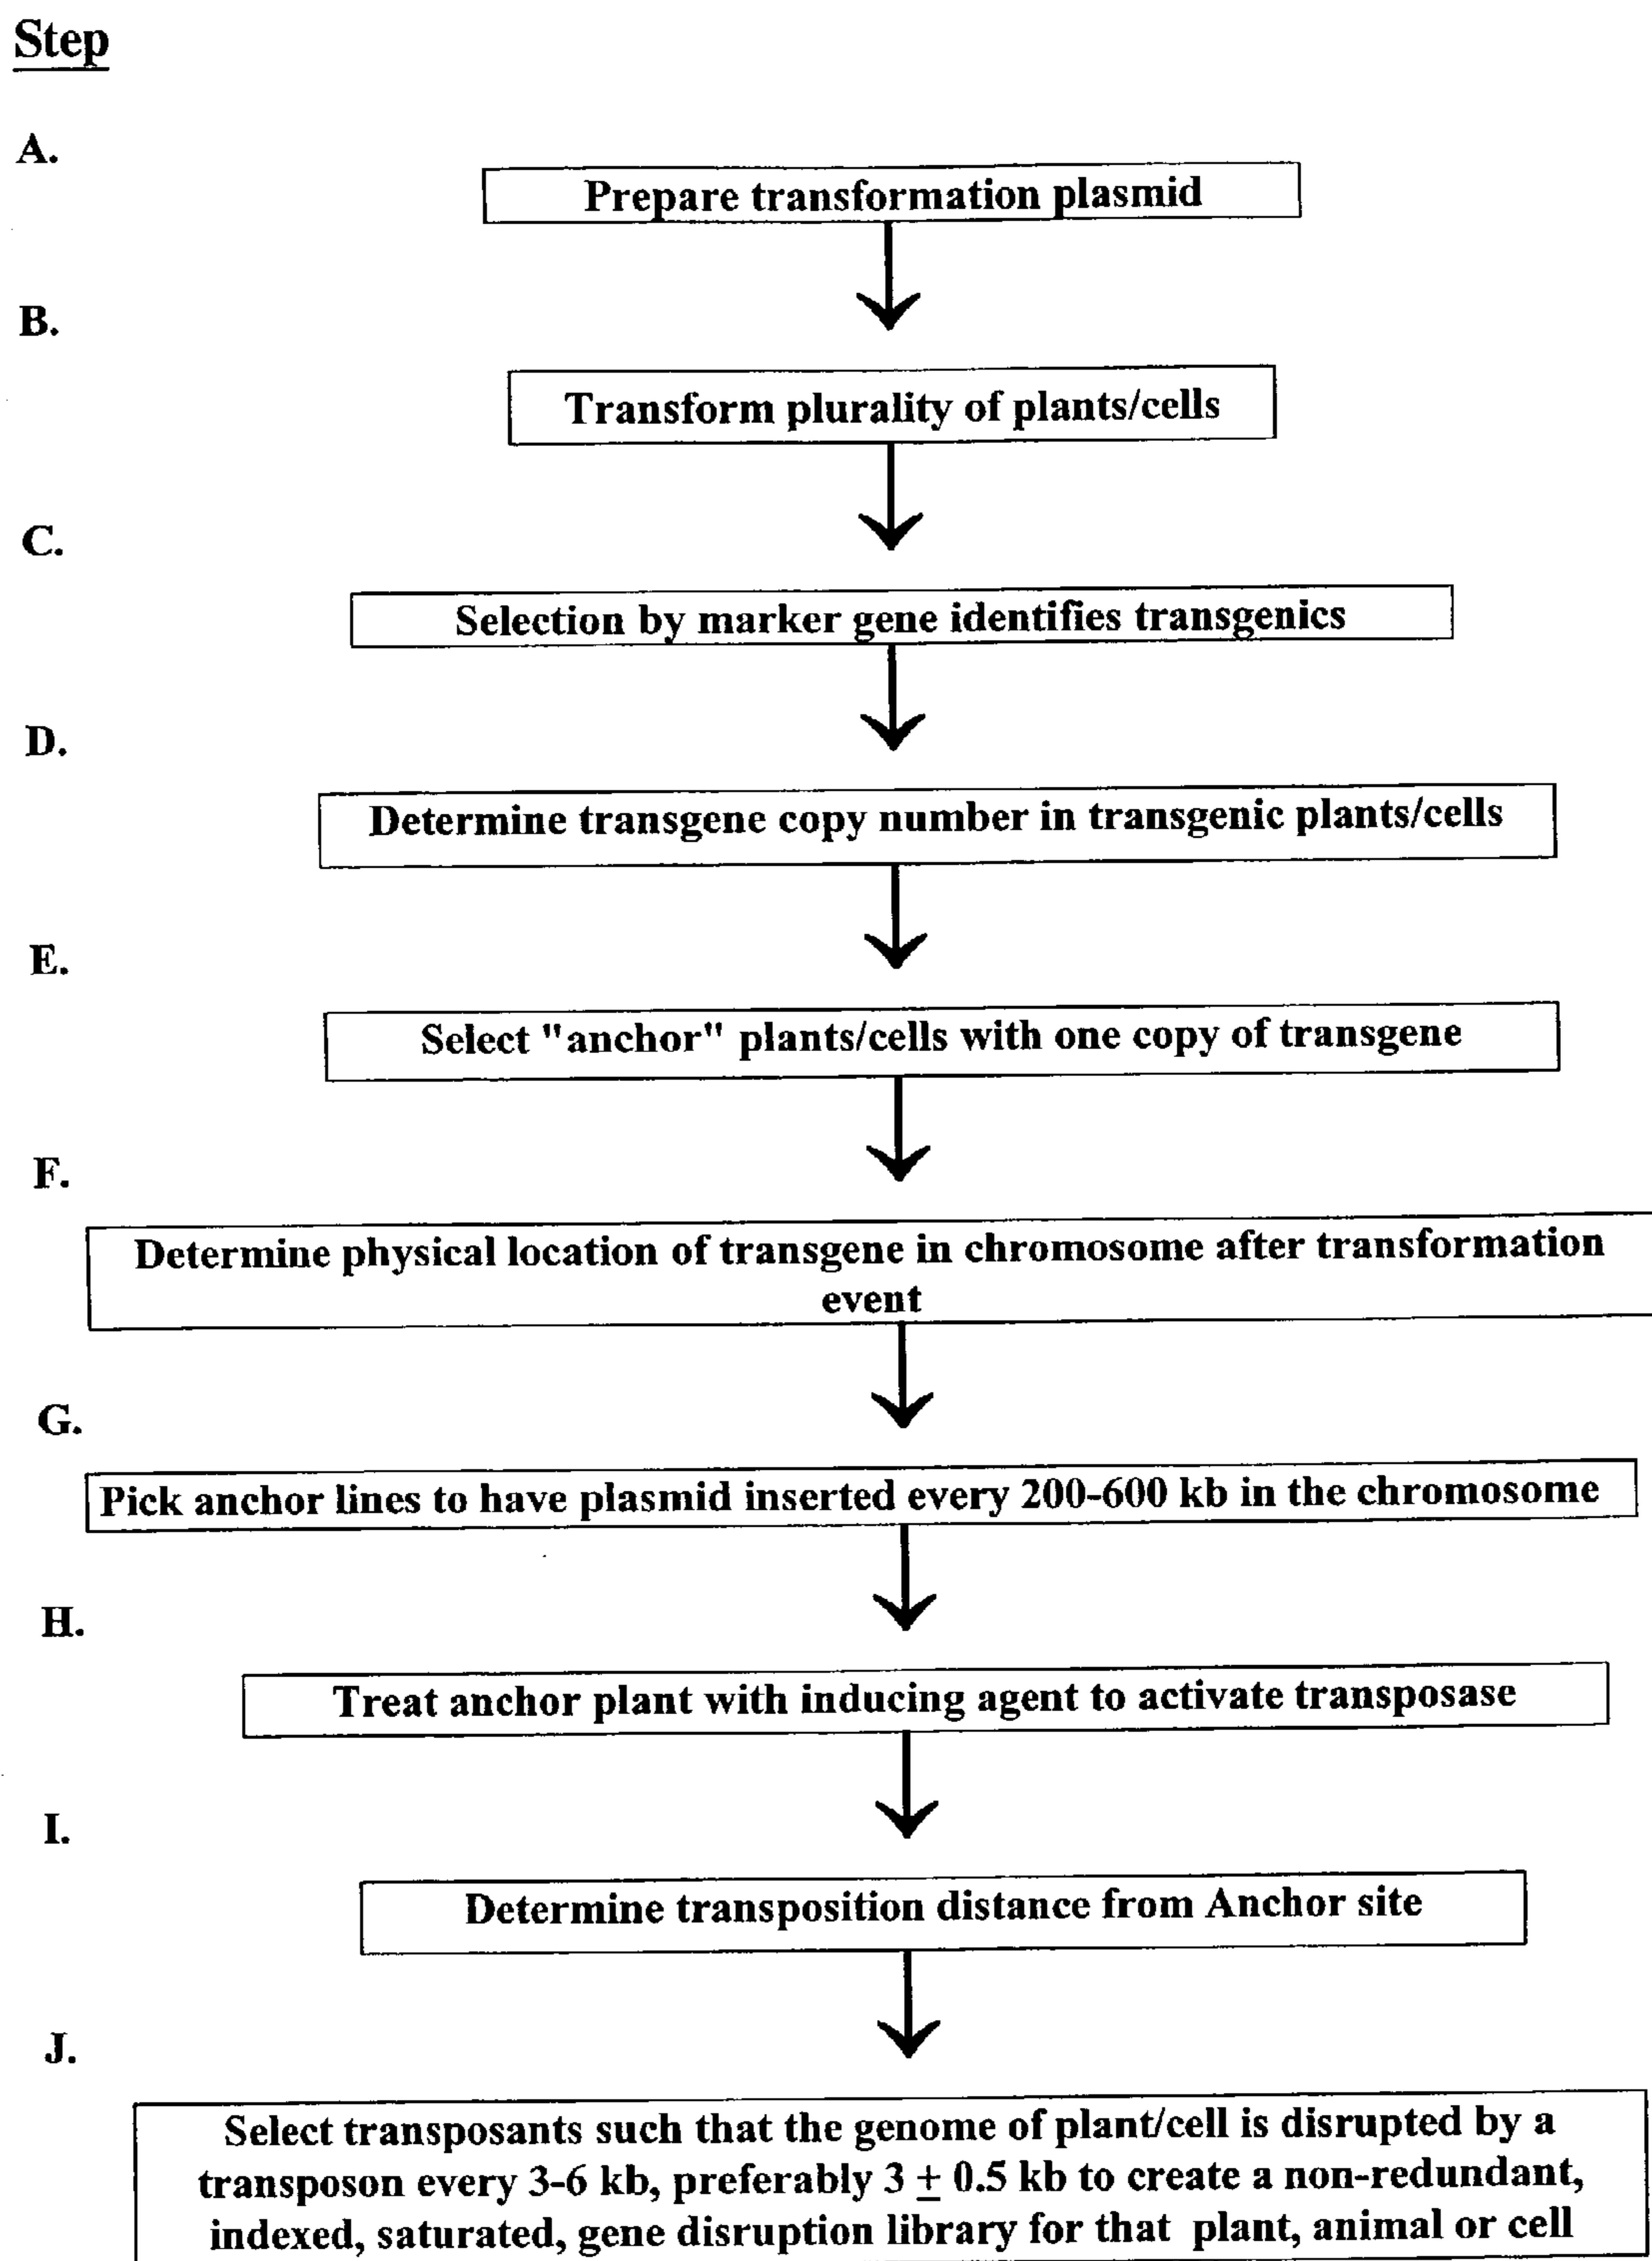 Step
A.
Prepare transformation plasmid
B.
Transform plurality of plants/cells
C.
Selection by marker gene identifies transgenics
D.
Determine transgene copy number in transgenic plants/cells
E.
Select "anchor" plants/cells with one copy of transgene
F.
Determine physical location of transgene in chromosome after transformation
event
G.
Pick anchor lines to have plasmid inserted every 200-600 kb in the chromosome
H.
Treat anchor plant with inducing agent to activate transposase
I.
Determine transposition distance from Anchor site
J.
Select transposants such that the genome of plant/cell is disrupted by a
transposon every 3-6 kb, preferably 3 ± 0.5 kb to create a non-redundant,
indexed, saturated, gene disruption library for that plant, animal or cell